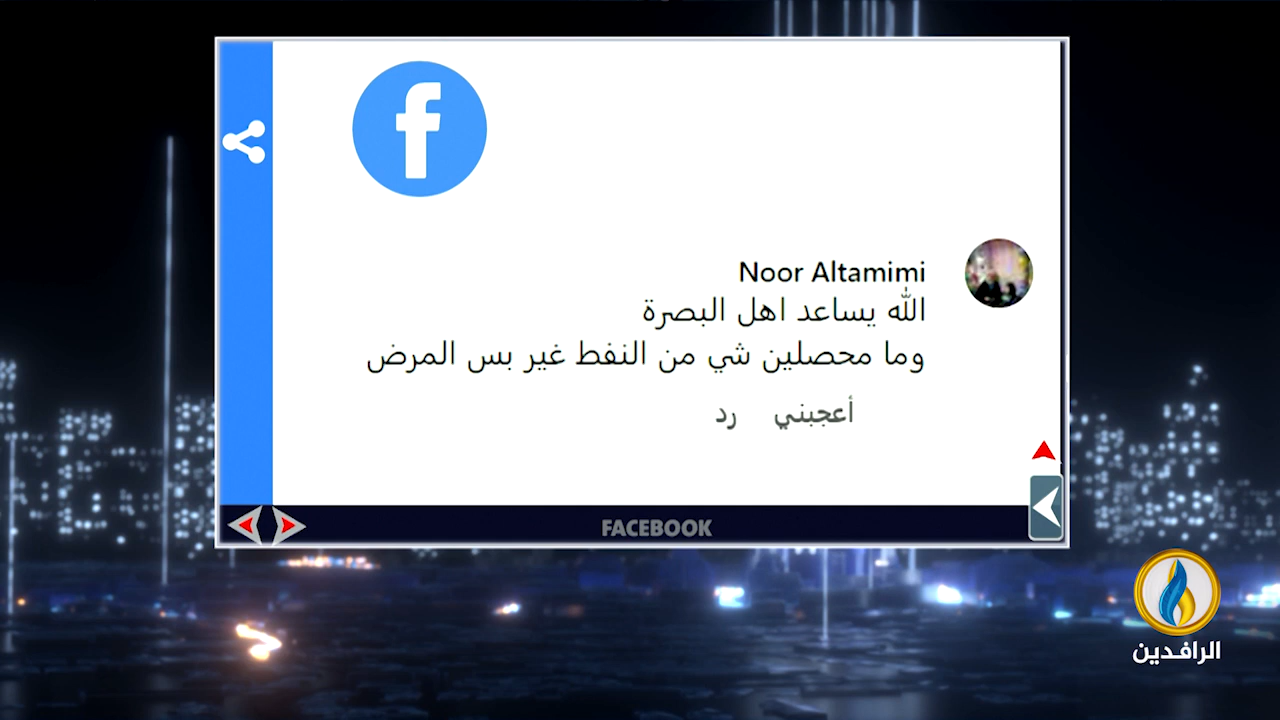 Noor Altamimi
الله يساعد اهل البصرة
وما محصلين شي من النفط غير بس المرض
أعجبني رد
FACEBOOK
الرافدين